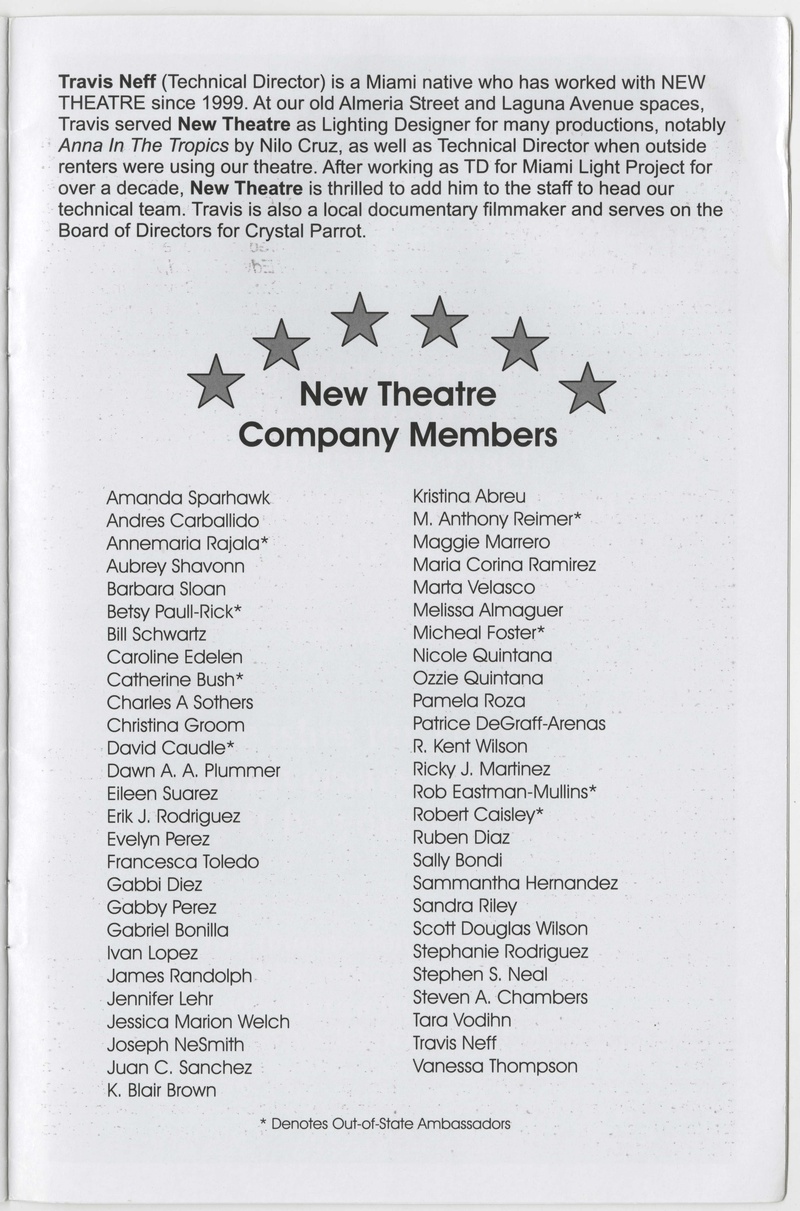 Travis Neff (Technical Director) is a Miami native who has worked with NEW
THEATRE since 1999. At our old Almeria Street and Laguna Avenue spaces,
Travis served New Theatre as Lighting Designer for many productions, notably
Anna In The Tropics by Nilo Cruz, as well as Technical Director when outside
renters were using our theatre. After working as TD for Miami Light Project for
over a decade, New Theatre is thrilled to add him to the staff to head our
technical team. Travis is also a local documentary filmmaker and serves on the
Board of Directors for Crystal Parrot.
New Theatre
Company Members
Amanda Sparhawk
Andres Carballido
Annemaria Rajala*
Aubrey Shavonn
Barbara Sloan
Betsy Paull-Rick*
Bill Schwartz
Caroline Edelen
Catherine Bush*
Charles A Sothers
Christina Groom
David Caudle*
Dawn A. A. Plummer
Eileen Suarez
Erik J. Rodriguez
Evelyn Perez
Francesca Toledo
Gabbi Diez
Gabby Perez
Gabriel Bonilla
Ivan Lopez
James Randolph
Jennifer Lehr
Jessica Marion Welch
Joseph NeSmith
Juan C. Sanchez
K. Blair Brown
Kristina Abreu
M. Anthony Reimer*
Maggie Marrero
Maria Corina Ramirez
Marta Velasco
Melissa Almaguer
Micheal Foster*
Nicole Quintana
Ozzie Quintana
Pamela Roza
Patrice DeGraff-Arenas
R. Kent Wilson
Ricky J. Martinez
Rob Eastman-Mullins*
Robert Caisley*
Ruben Diaz
Sally Bondi
Sammantha Hernandez
Sandra Riley
Scott Douglas Wilson
Stephanie Rodriguez
Stephen S. Neal
Steven A. Chambers
Tara Vodihn
Travis Neff
Vanessa Thompson
* Denotes Out-of-State Ambassadors